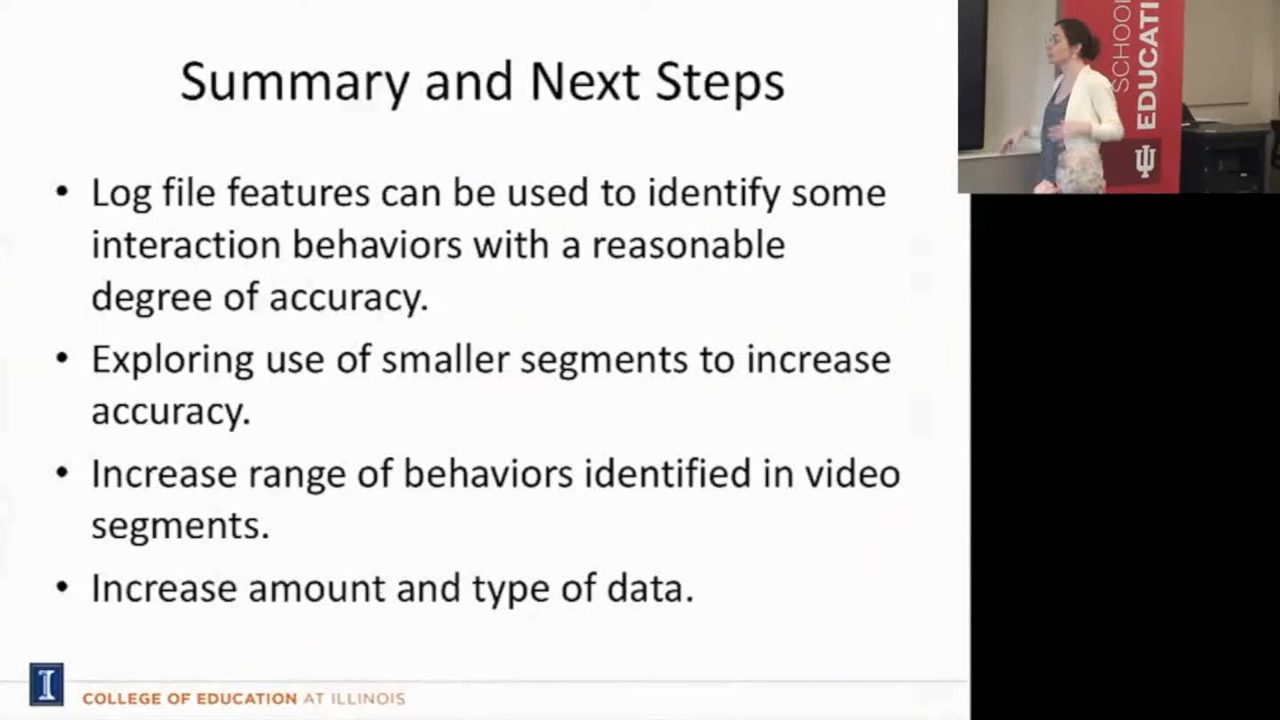 Summary and Next Steps
• Log file features can be used to identify some
interaction behaviors with a reasonable
degree of accuracy.
• Exploring use of smaller segments to increase
accuracy.
• Increase range of behaviors identified in video
segments.
• Increase amount and type of data.
I
COLLEGE OF EDUCATION AT ILLINOIS
SCHOOL
EDUCATI